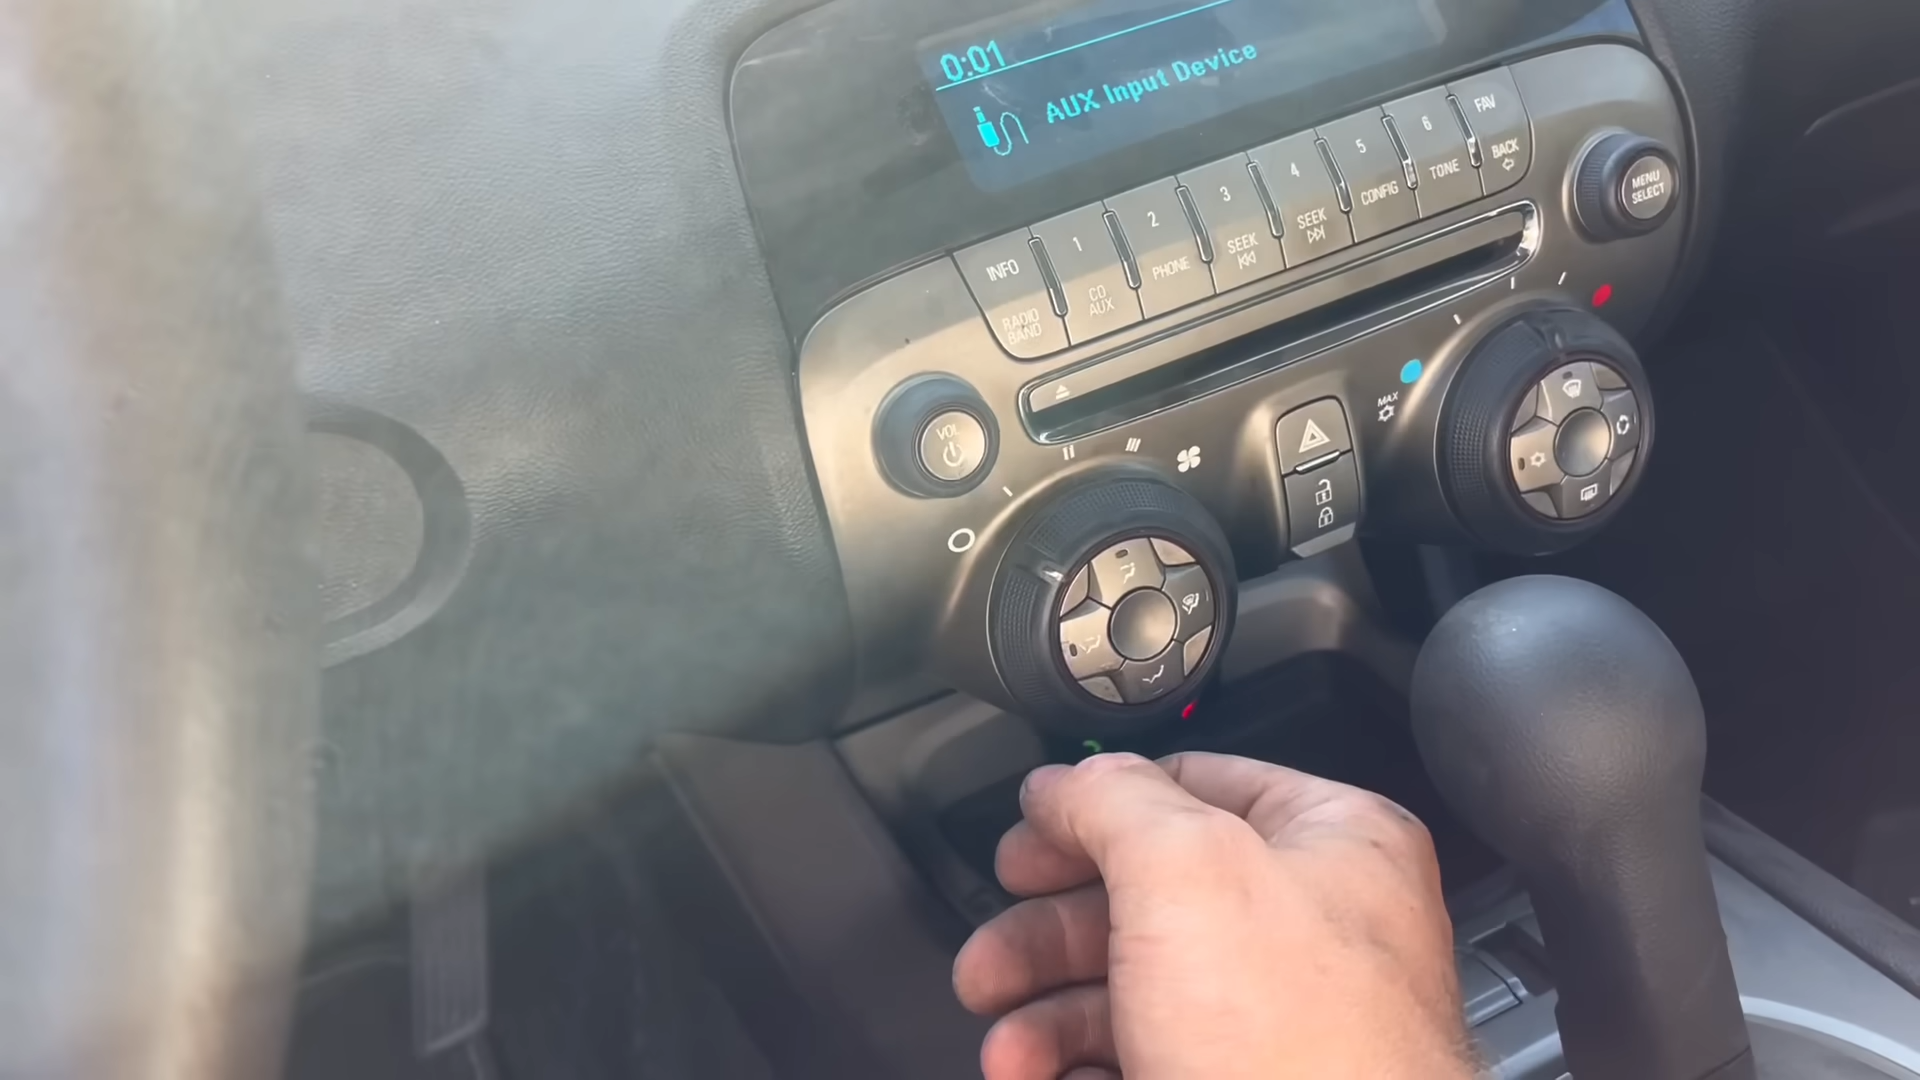 0:01
AUX Input Device
INFO
RADIO
BAND
1
CD
AUX
2
PHONE
3
SEEK
4
SEEK
5
CONFIG
6
TONE
FAV
BACK
MENU
SELECT
VOL
MAX